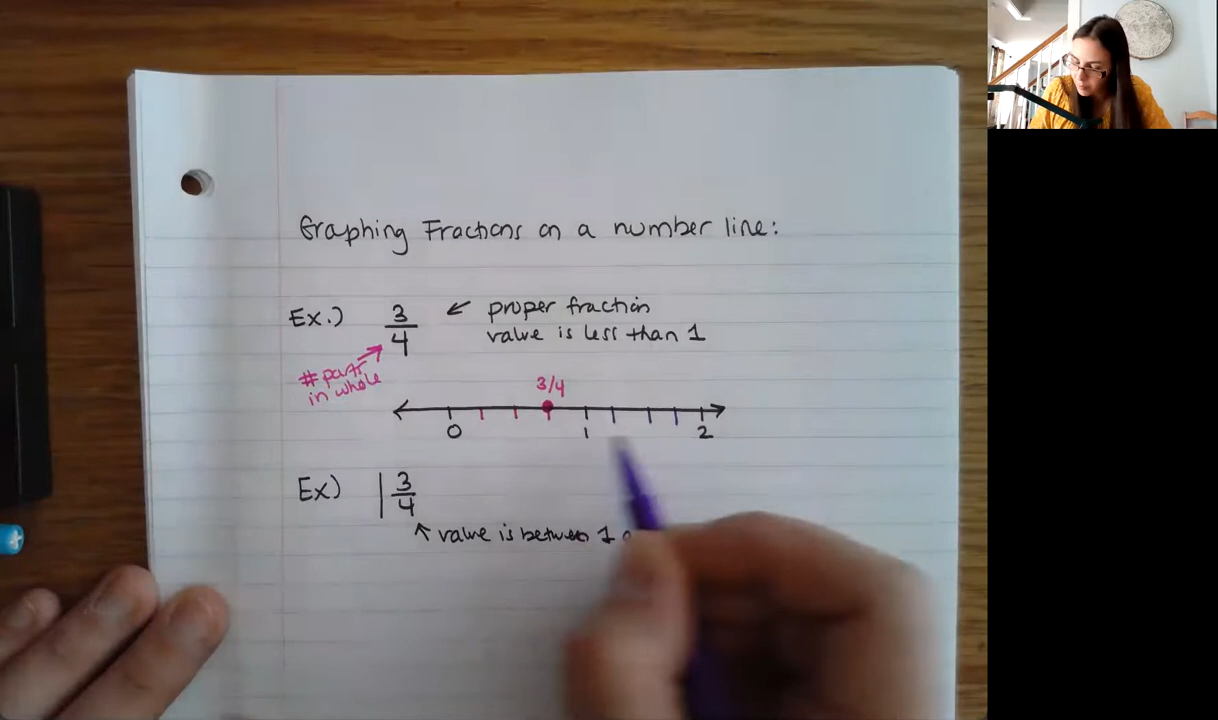 Graphing Fractions on a number line:
Ex.) 3/4 ← proper fraction
value is less than 1
# parts in whole
3/4
0 1 2
Ex) 1 3/4
↑ value is between 1